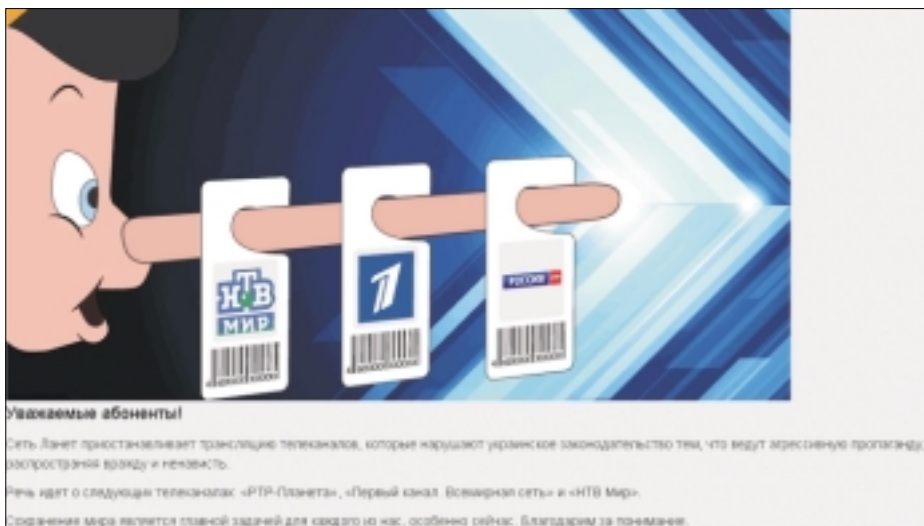 НТВ
МИР
1
РОССИЯ
Уважаемые абоненты!
Сеть Ланет приостанавливает трансляцию телеканалов, которые нарушают украинское законодательство тем, что ведут агрессивную пропаганду,
распространяя вражду и ненависть.
Речь идет о следующих телеканалах: «РТР-Планета», «Первый канал. Всемирная сеть» и «НТВ Мир».
Сохранение мира является главной задачей для каждого из нас, особенно сейчас. Благодарим за понимание.